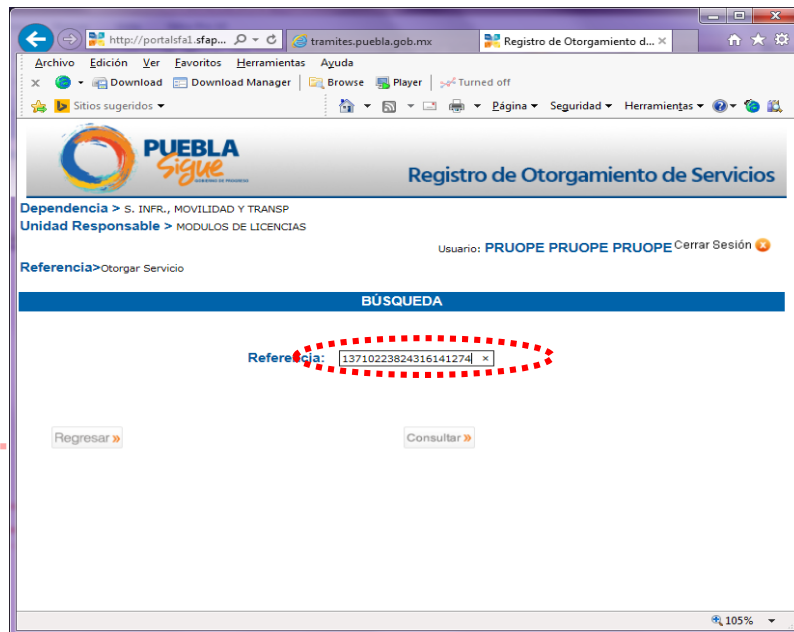 http://portalsfa1.sfap...
tramites.puebla.gob.mx
Registro de Otorgamiento d...
Archivo Edición Ver Favoritos Herramientas Ayuda
x Download Download Manager Browse Player Turned off
Sitios sugeridos Página Seguridad Herramientas
PUEBLA
Sigue
Registro de Otorgamiento de Servicios
Dependencia > S. INFR., MOVILIDAD Y TRANSP
Unidad Responsable > MODULOS DE LICENCIAS
Usuario: PRUOPE PRUOPE PRUOPE Cerrar Sesión
Referencia>Otorgar Servicio
BÚSQUEDA
Referencia: 13710223824316141274 ×
Regresar »
Consultar »
105%